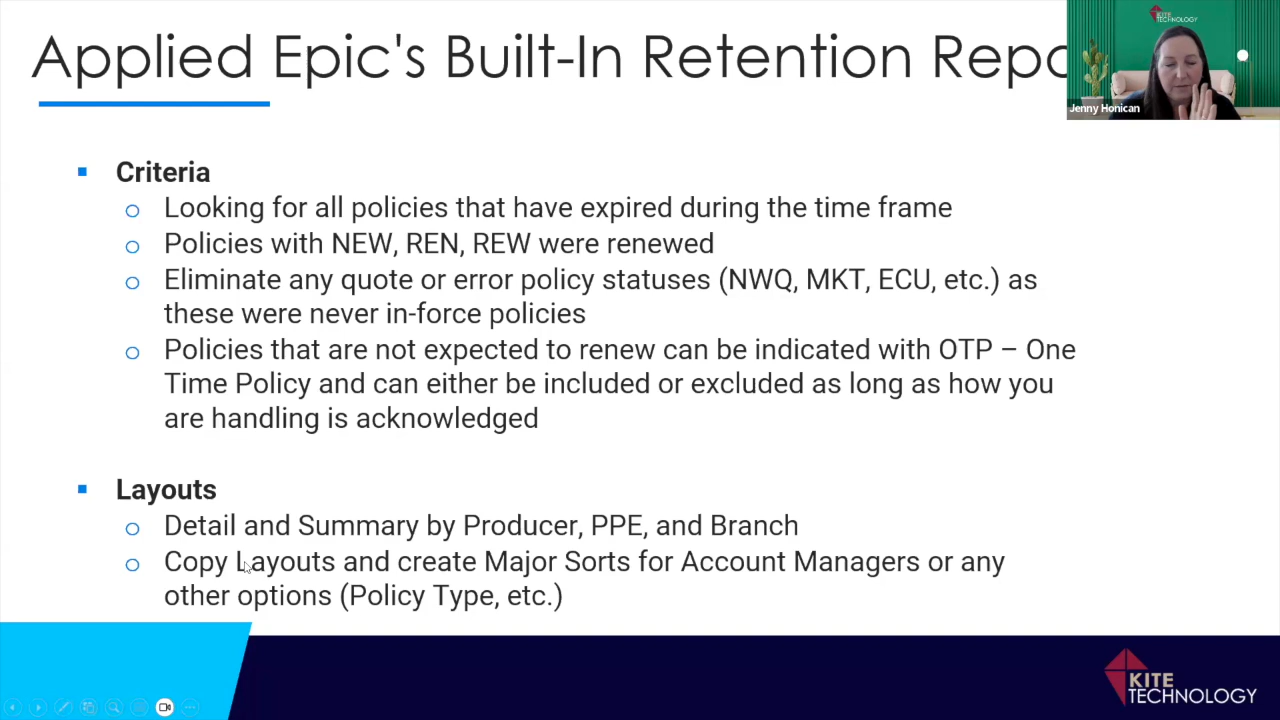 Applied Epic's Built-In Retention Repo
KITE
TECHNOLOGY
Jenny Honican
Criteria
Looking for all policies that have expired during the time frame
Policies with NEW, REN, REW were renewed
Eliminate any quote or error policy statuses (NWQ, MKT, ECU, etc.) as
these were never in-force policies
Policies that are not expected to renew can be indicated with OTP – One
Time Policy and can either be included or excluded as long as how you
are handling is acknowledged
Layouts
Detail and Summary by Producer, PPE, and Branch
Copy Layouts and create Major Sorts for Account Managers or any
other options (Policy Type, etc.)
KITE
TECHNOLOGY